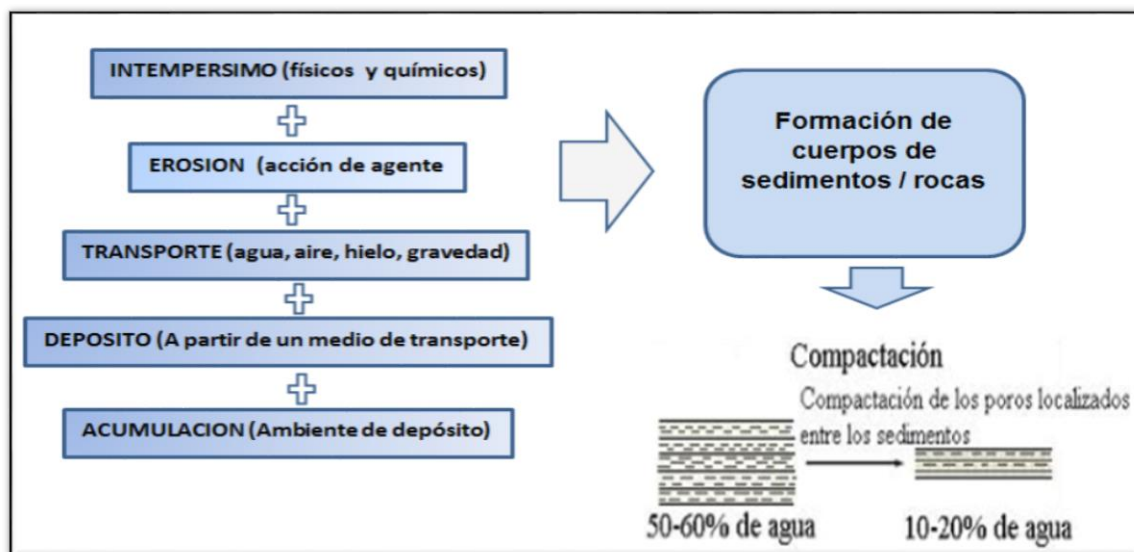 INTEMPERSIMO (físicos y químicos)
EROSION (acción de agente
TRANSPORTE (agua, aire, hielo, gravedad)
DEPOSITO (A partir de un medio de transporte)
ACUMULACION (Ambiente de depósito)
Formación de
cuerpos de
sedimentos / rocas
Compactación
Compactación de los poros localizados
entre los sedimentos
50-60% de agua
10-20% de agua